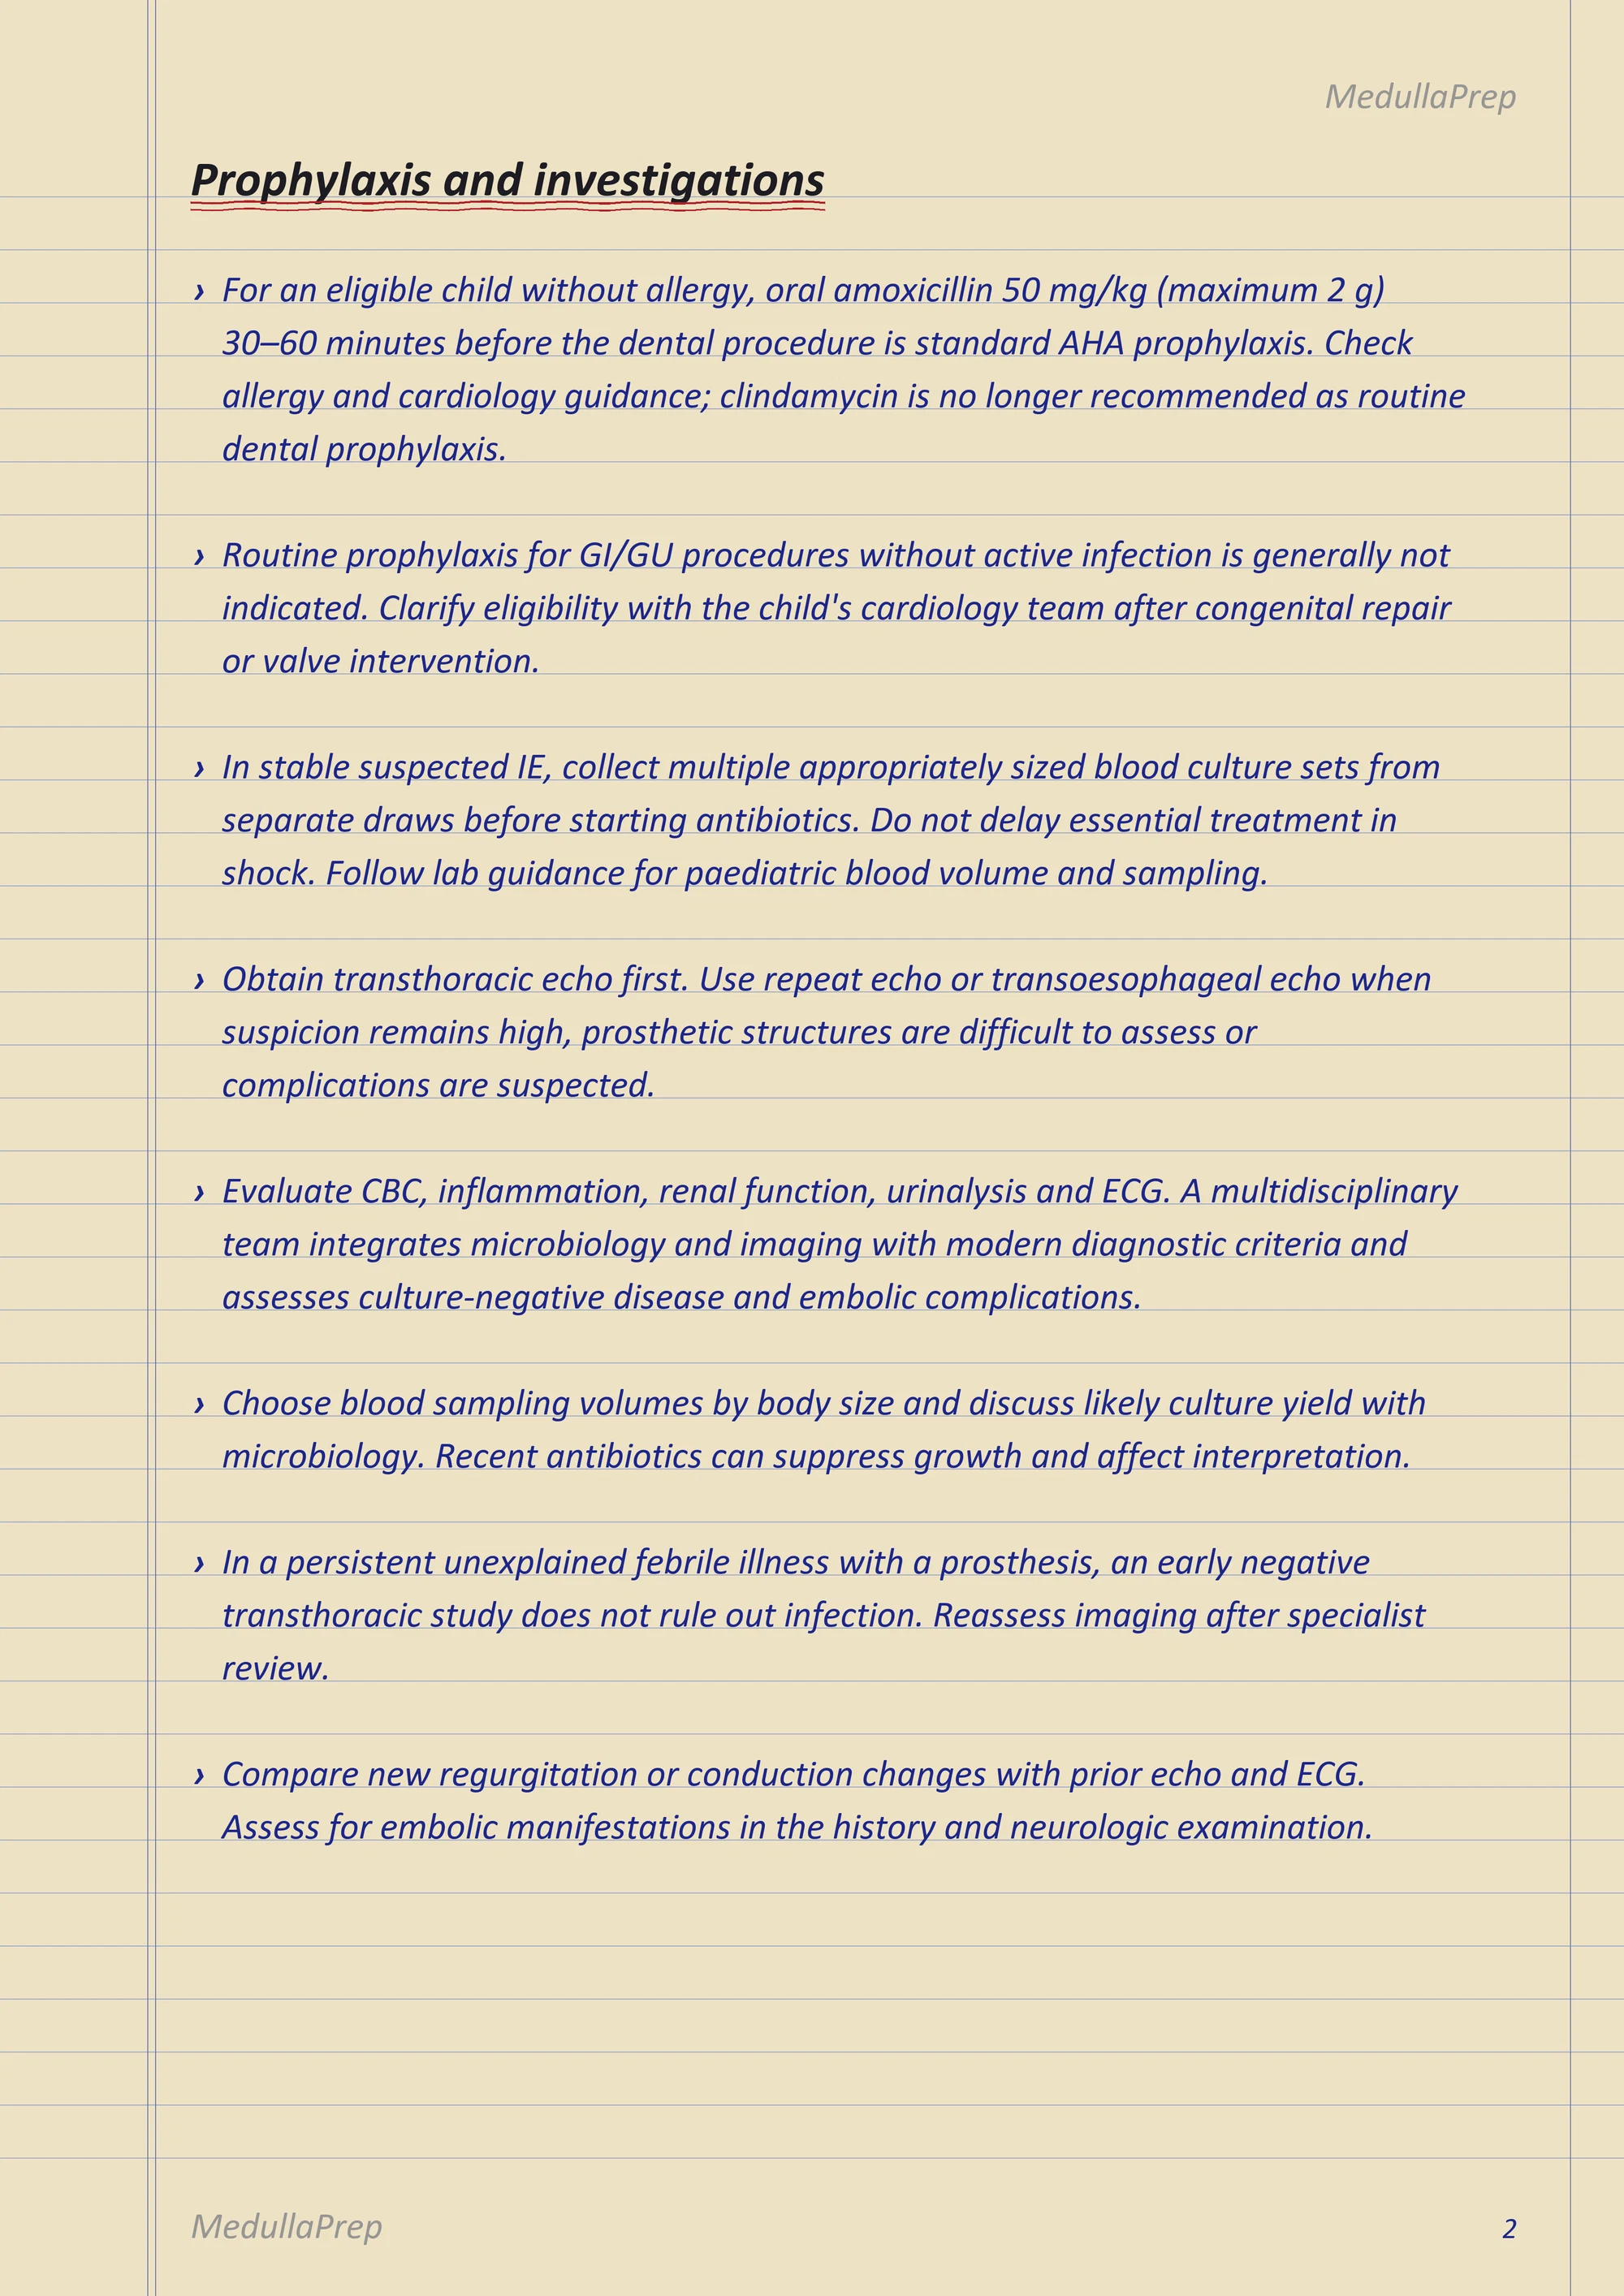 MedullaPrep
Prophylaxis and investigations
› For an eligible child without allergy, oral amoxicillin 50 mg/kg (maximum 2 g)
30–60 minutes before the dental procedure is standard AHA prophylaxis. Check
allergy and cardiology guidance; clindamycin is no longer recommended as routine
dental prophylaxis.
› Routine prophylaxis for GI/GU procedures without active infection is generally not
indicated. Clarify eligibility with the child's cardiology team after congenital repair
or valve intervention.
› In stable suspected IE, collect multiple appropriately sized blood culture sets from
separate draws before starting antibiotics. Do not delay essential treatment in
shock. Follow lab guidance for paediatric blood volume and sampling.
› Obtain transthoracic echo first. Use repeat echo or transoesophageal echo when
suspicion remains high, prosthetic structures are difficult to assess or
complications are suspected.
› Evaluate CBC, inflammation, renal function, urinalysis and ECG. A multidisciplinary
team integrates microbiology and imaging with modern diagnostic criteria and
assesses culture-negative disease and embolic complications.
› Choose blood sampling volumes by body size and discuss likely culture yield with
microbiology. Recent antibiotics can suppress growth and affect interpretation.
› In a persistent unexplained febrile illness with a prosthesis, an early negative
transthoracic study does not rule out infection. Reassess imaging after specialist
review.
› Compare new regurgitation or conduction changes with prior echo and ECG.
Assess for embolic manifestations in the history and neurologic examination.
MedullaPrep
2